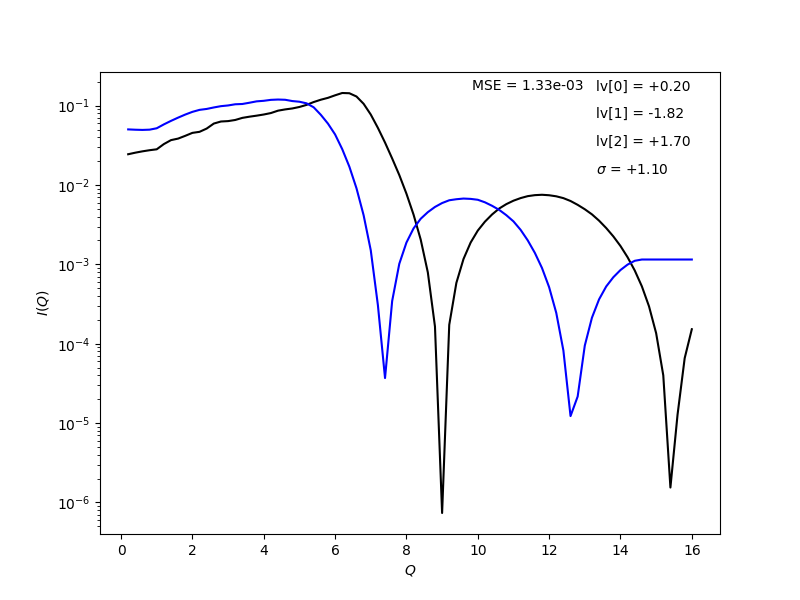 MSE = 1.33e-03 lv[0] = +0.20
lv[1] = -1.82
lv[2] = +1.70
σ = +1.10
10⁻¹
10⁻²
10⁻³
10⁻⁴
10⁻⁵
10⁻⁶
I(Q)
0 2 4 6 8 10 12 14 16
Q